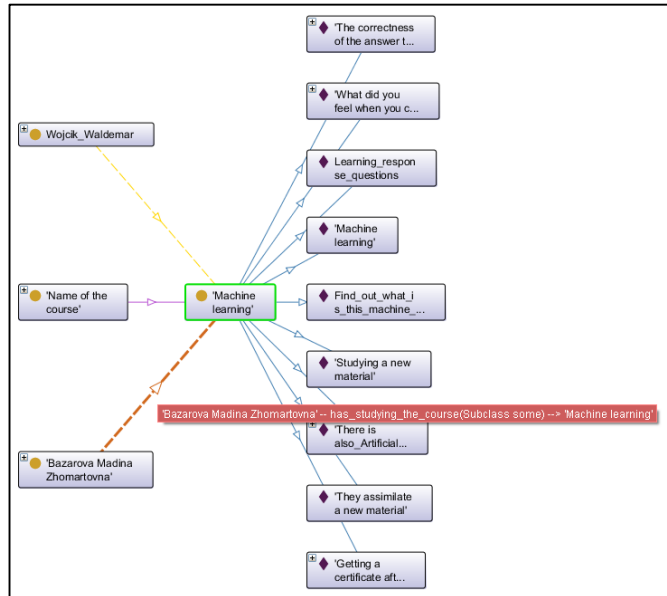 'The correctness
of the answer t...
'What did you
feel when you c...
Wojcik_Waldemar
Learning_respon
se_questions
'Machine
learning'
'Name of the
course'
'Machine
learning'
Find_out_what_i
s_this_machine_...
'Studying a new
material'
'Bazarova Madina Zhomartovna' -- has_studying_the_course(Subclass some) --> 'Machine learning'
'There is
also_Artificial...
'Bazarova Madina
Zhomartovna'
'They assimilate
a new material'
'Getting a
certificate aft...